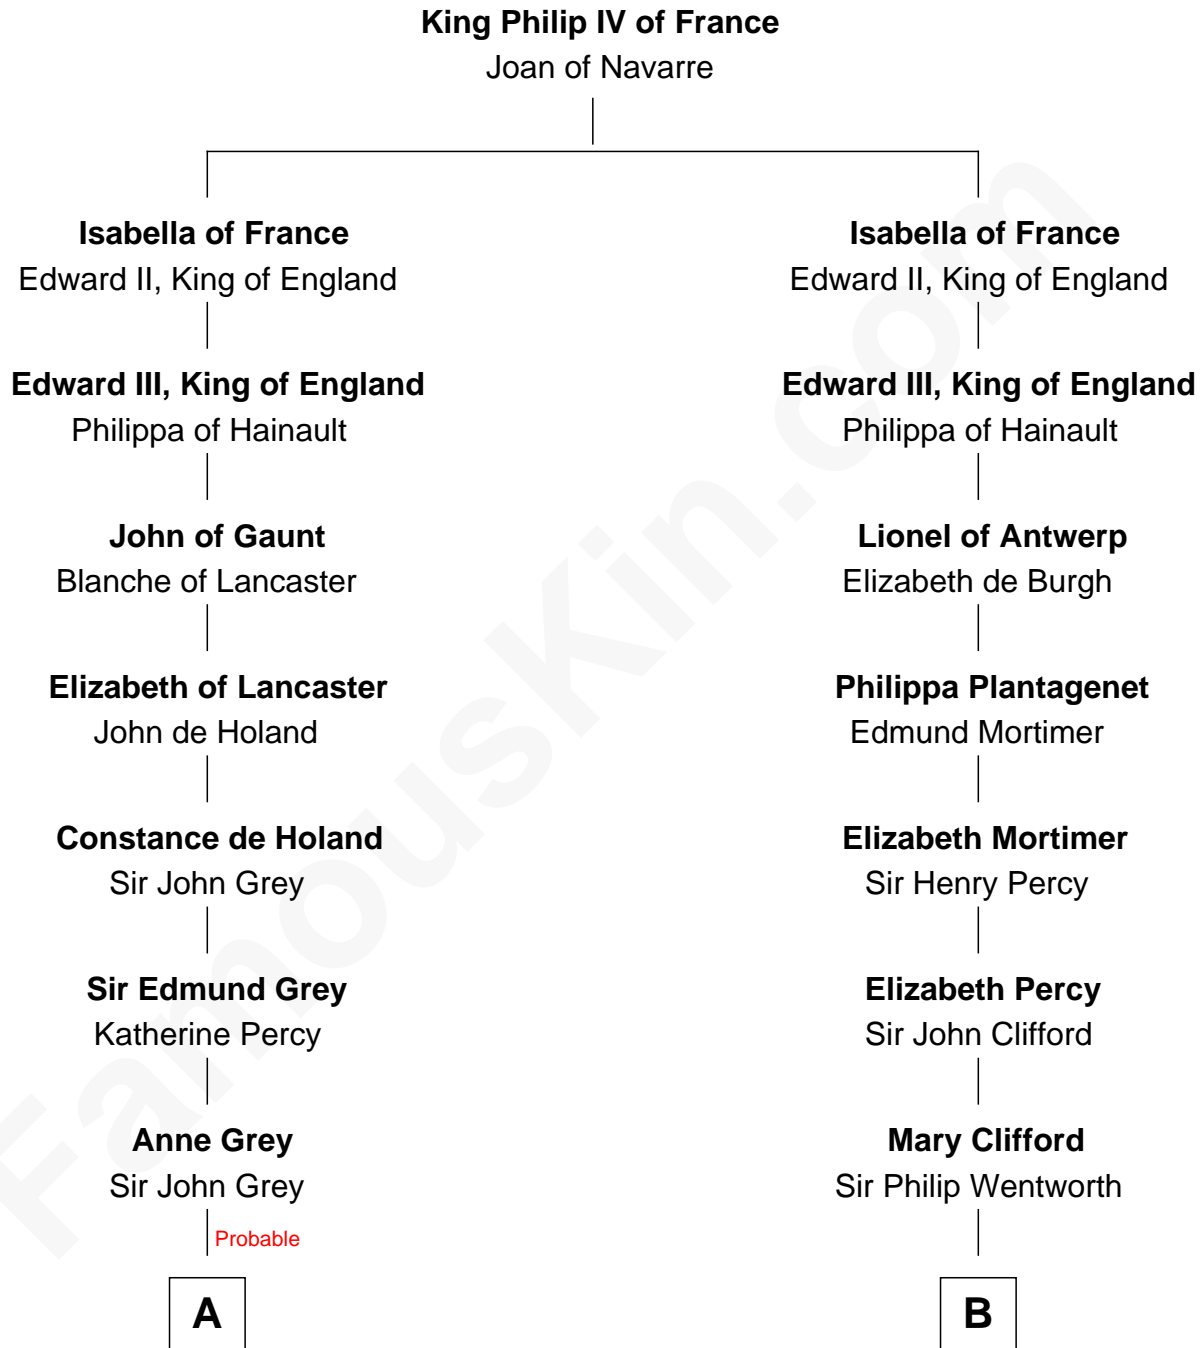 King Philip IV of France
Joan of Navarre
Isabella of France
Edward II, King of England
Edward III, King of England
Philippa of Hainault
John of Gaunt
Blanche of Lancaster
Elizabeth of Lancaster
John de Holand
Constance de Holand
Sir John Grey
Sir Edmund Grey
Katherine Percy
Anne Grey
Sir John Grey
Probable
A
Isabella of France
Edward II, King of England
Edward III, King of England
Philippa of Hainault
Lionel of Antwerp
Elizabeth de Burgh
Philippa Plantagenet
Edmund Mortimer
Elizabeth Mortimer
Sir Henry Percy
Elizabeth Percy
Sir John Clifford
Mary Clifford
Sir Philip Wentworth
B
FamousKin.com